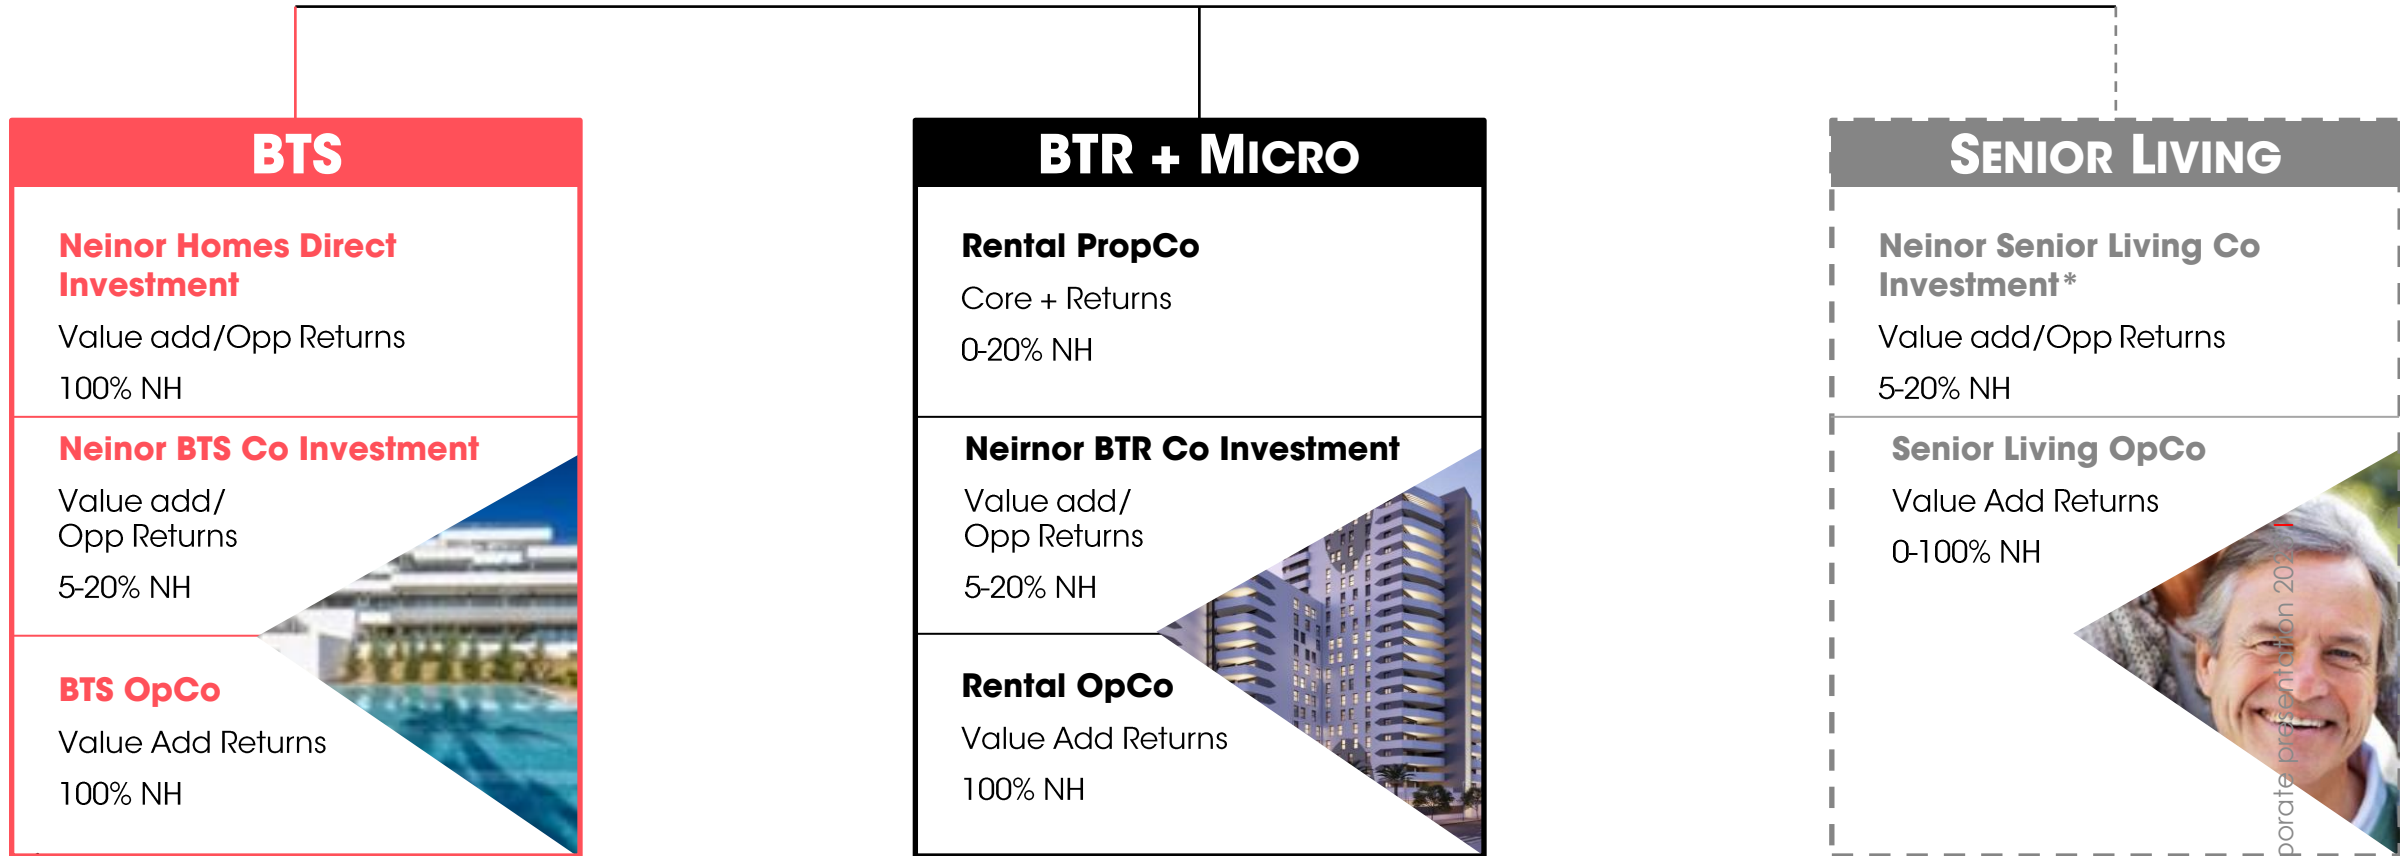 BTS
Neinor Homes Direct
Investment
Value add/Opp Returns
100% NH
Neinor BTS Co Investment
Value add/
Opp Returns
5-20% NH
BTS OpCo
Value Add Returns
100% NH
BTR + MICRO
Rental PropCo
Core + Returns
0-20% NH
Neirnor BTR Co Investment
Value add/
Opp Returns
5-20% NH
Rental OpCo
Value Add Returns
100% NH
SENIOR LIVING
Neinor Senior Living Co
Investment*
Value add/Opp Returns
5-20% NH
Senior Living OpCo
Value Add Returns
0-100% NH
porate presentation